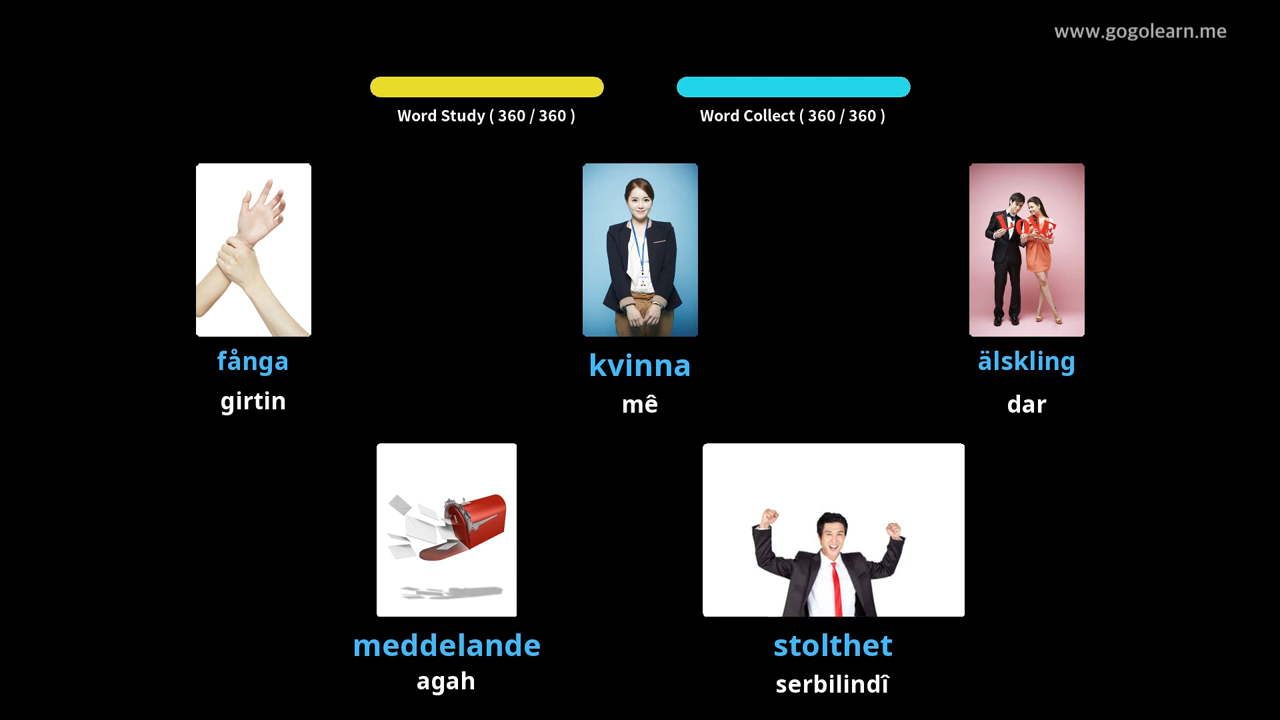 www.gogolearn.me
Word Study ( 360 / 360 )
Word Collect ( 360 / 360 )
LOVE
fånga
kvinna
älskling
girtin
mê
dar
meddelande
stolthet
agah
serbilindî